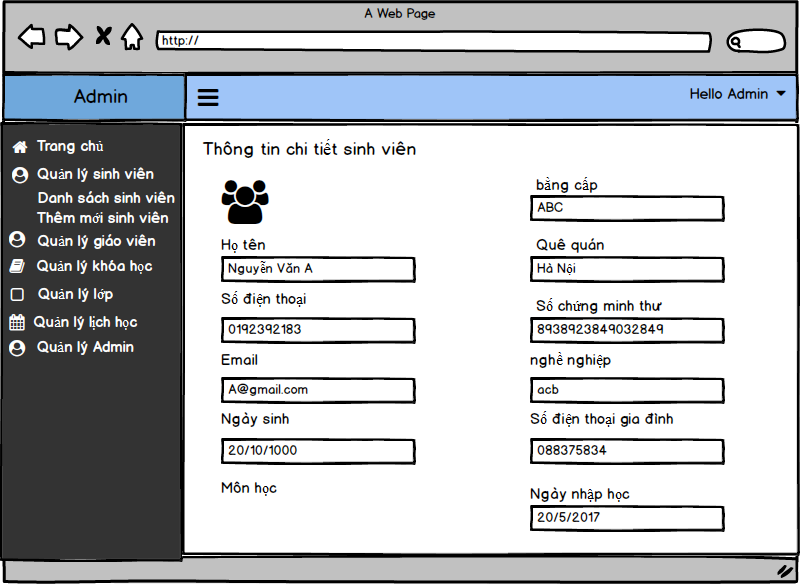 A Web Page
http://
Admin
Hello Admin
Trang chủ
Quản lý sinh viên
Danh sách sinh viên
Thêm mới sinh viên
Quản lý giáo viên
Quản lý khóa học
Quản lý lớp
Quản lý lịch học
Quản lý Admin
Thông tin chi tiết sinh viên
bằng cấp
ABC
Họ tên
Nguyễn Văn A
Quê quán
Hà Nội
Số điện thoại
0192392183
Số chứng minh thư
8938923849032849
Email
A@gmail.com
nghề nghiệp
acb
Ngày sinh
20/10/1000
Số điện thoại gia đình
088375834
Môn học
Ngày nhập học
20/5/2017